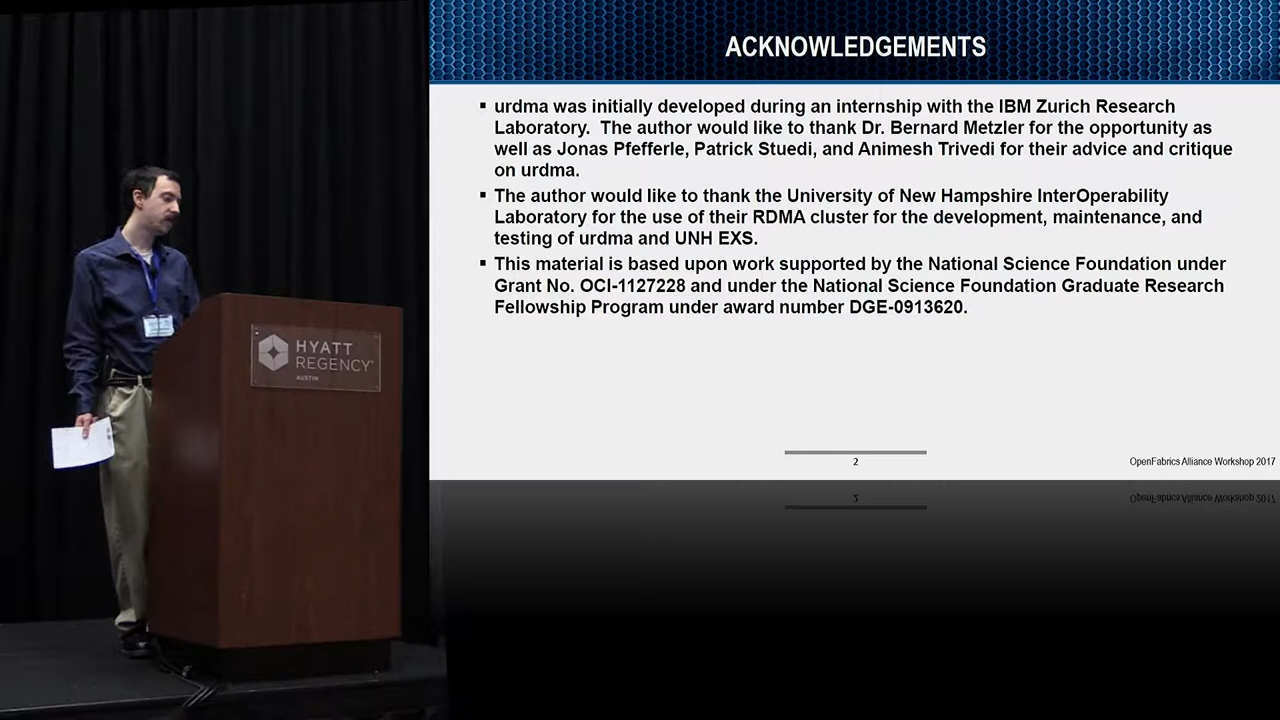 ACKNOWLEDGEMENTS
▪ urdma was initially developed during an internship with the IBM Zurich Research
Laboratory. The author would like to thank Dr. Bernard Metzler for the opportunity as
well as Jonas Pfefferle, Patrick Stuedi, and Animesh Trivedi for their advice and critique
on urdma.
▪ The author would like to thank the University of New Hampshire InterOperability
Laboratory for the use of their RDMA cluster for the development, maintenance, and
testing of urdma and UNH EXS.
▪ This material is based upon work supported by the National Science Foundation under
Grant No. OCI-1127228 and under the National Science Foundation Graduate Research
Fellowship Program under award number DGE-0913620.
2
OpenFabrics Alliance Workshop 2017
HYATT
REGENCY
AUSTIN